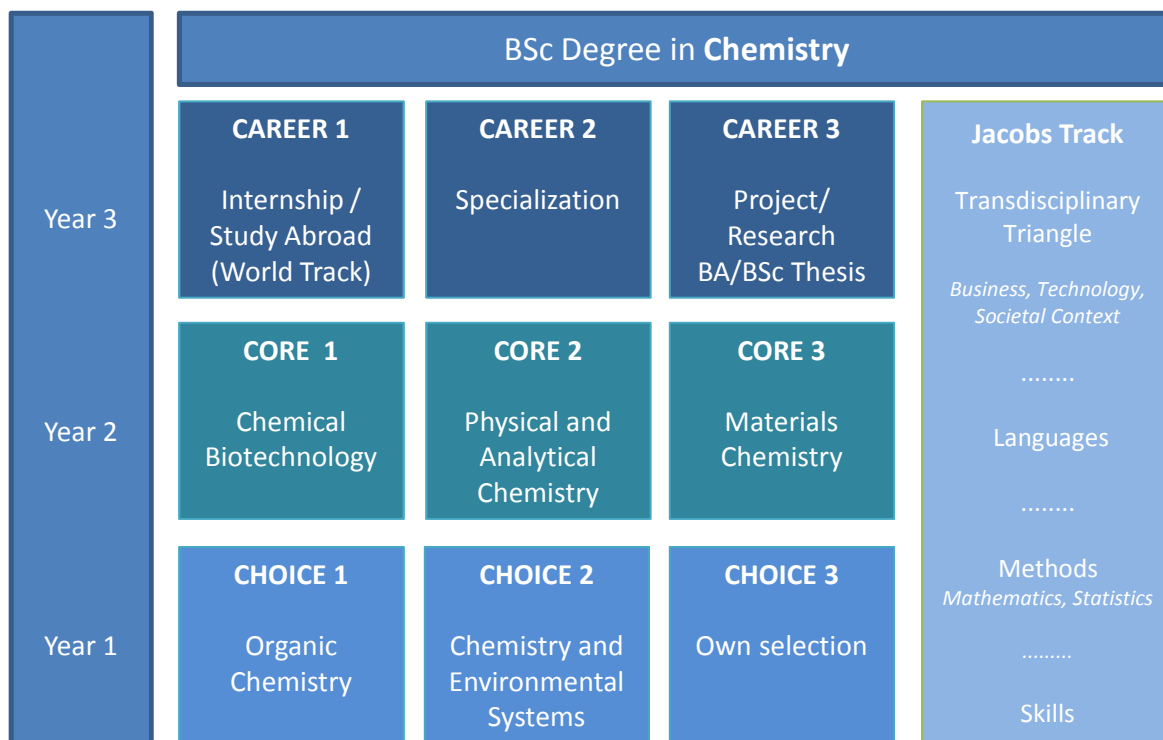 BSc Degree in Chemistry
Year 3
CAREER 1
Internship /
Study Abroad
(World Track)
CAREER 2
Specialization
CAREER 3
Project/
Research
BA/BSc Thesis
Year 2
CORE 1
Chemical
Biotechnology
CORE 2
Physical and
Analytical
Chemistry
CORE 3
Materials
Chemistry
Year 1
CHOICE 1
Organic
Chemistry
CHOICE 2
Chemistry and
Environmental
Systems
CHOICE 3
Own selection
Jacobs Track
Transdisciplinary
Triangle
Business, Technology,
Societal Context
........
Languages
........
Methods
Mathematics, Statistics
.........
Skills